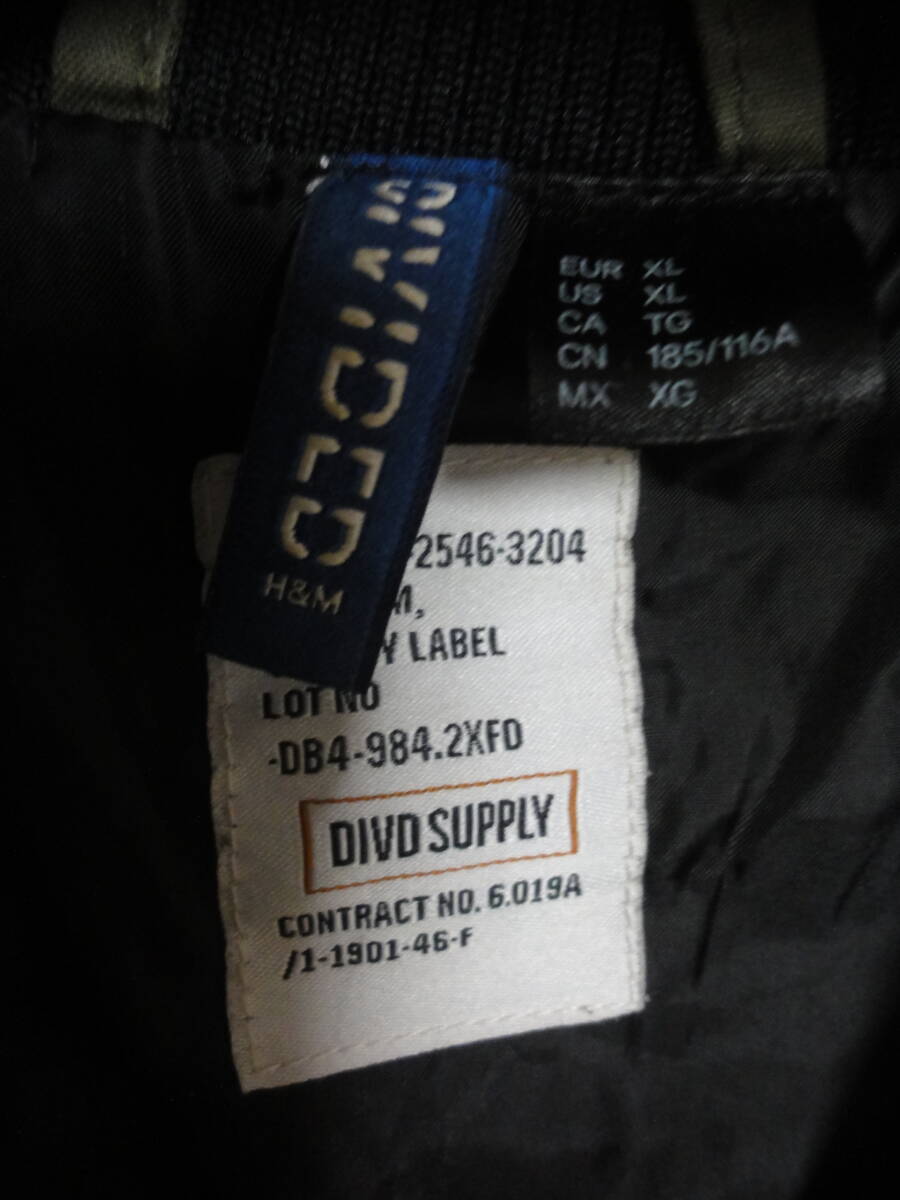 DIVIDED
H&M
EUR XL
US XL
CA TG
CN 185/116A
MX XG
-2546-3204
M,
Y LABEL
LOT NO
-DB4-984.2XFD
DIVD SUPPLY
CONTRACT NO. 6.019A
/1-1901-46-F